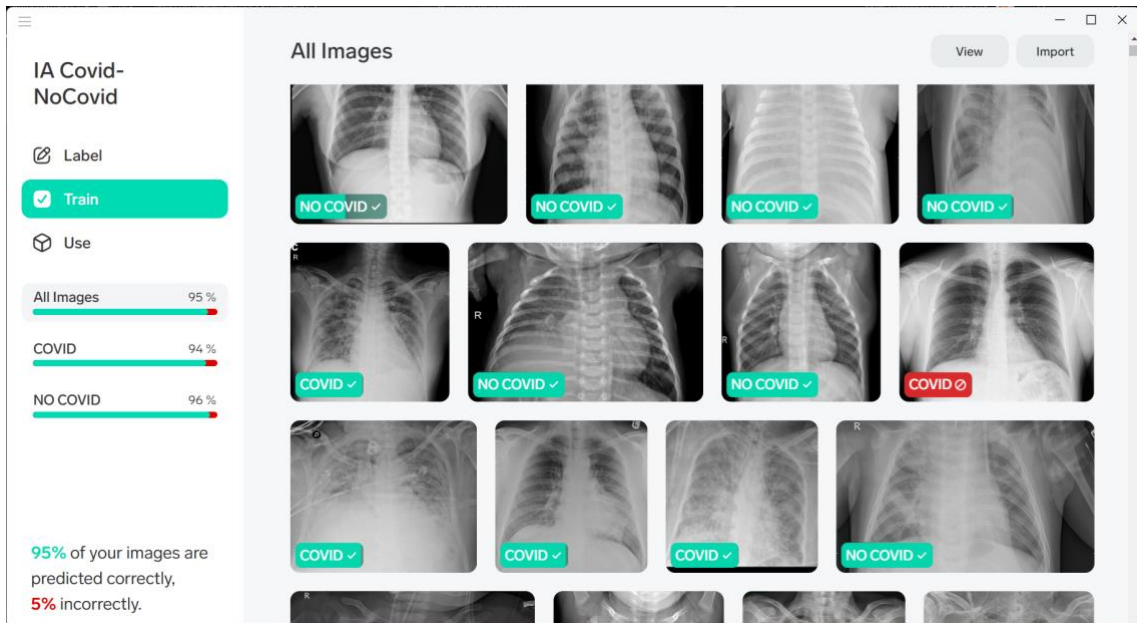 IA Covid-
NoCovid
Label
Train
Use
All Images 95 %
COVID 94 %
NO COVID 96 %
95% of your images are
predicted correctly,
5% incorrectly.
All Images
View Import
NO COVID NO COVID NO COVID NO COVID
R
R
R
COVID NO COVID NO COVID COVID
R
COVID COVID COVID NO COVID
R